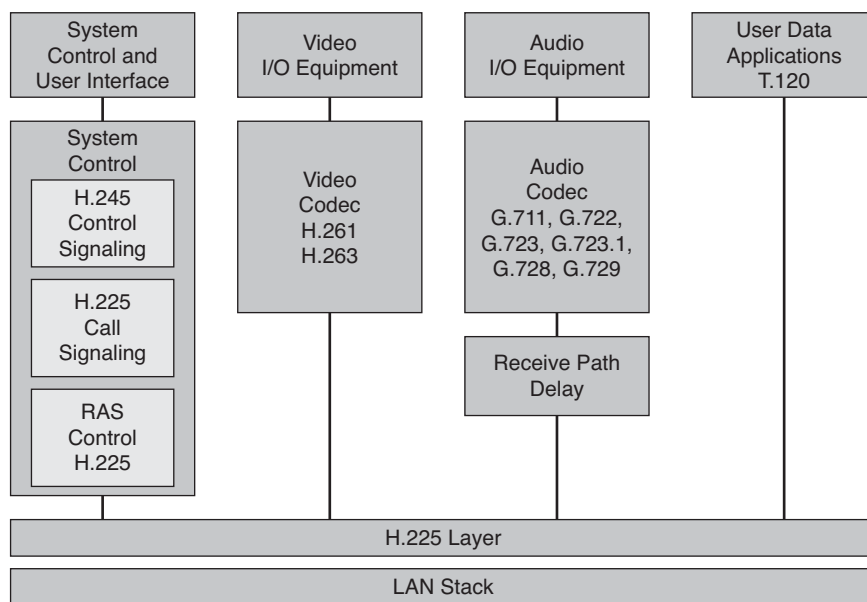 System
Control and
User Interface
Video
I/O Equipment
Audio
I/O Equipment
User Data
Applications
T.120
System
Control
H.245
Control
Signaling
H.225
Call
Signaling
RAS
Control
H.225
Video
Codec
H.261
H.263
Audio
Codec
G.711, G.722,
G.723, G.723.1,
G.728, G.729
Receive Path
Delay
H.225 Layer
LAN Stack